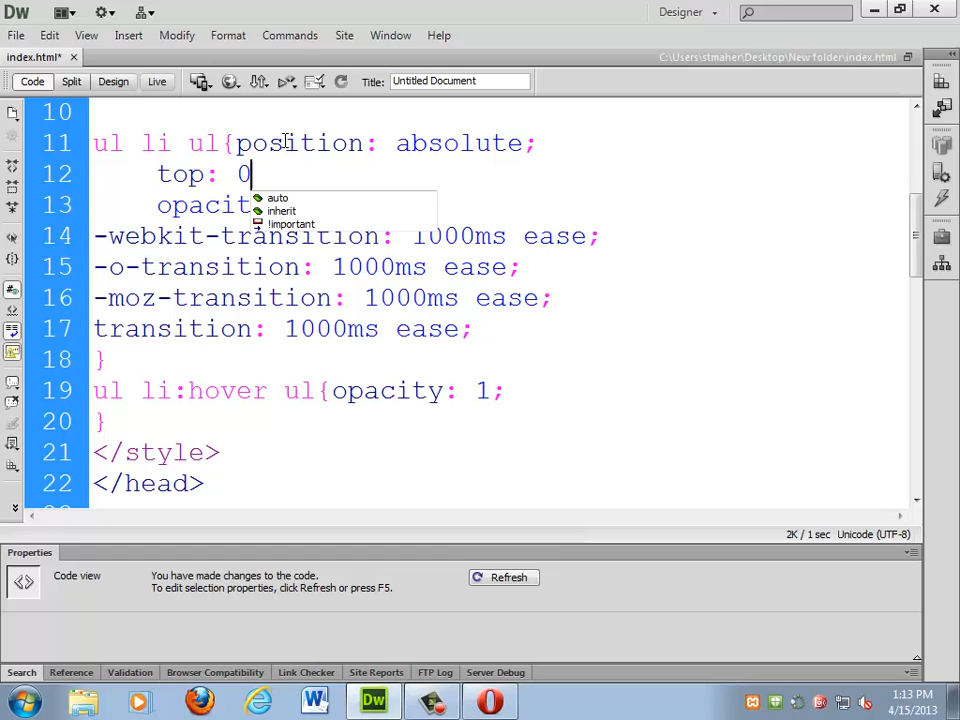 Dw
Designer
File Edit View Insert Modify Format Commands Site Window Help
index.html*
C:\Users\stmaher\Desktop\New folder\index.html
Code Split Design Live Title: Untitled Document
10
11 ul li ul{position: absolute;
12 top: 0
auto
13 opacit
inherit
!important
14 -webkit-transition: 1000ms ease;
15 -o-transition: 1000ms ease;
16 -moz-transition: 1000ms ease;
17 transition: 1000ms ease;
18 }
19 ul li:hover ul{opacity: 1;
20 }
21 </style>
22 </head>
2K / 1 sec Unicode (UTF-8)
Properties
Code view You have made changes to the code. Refresh
To edit selection properties, click Refresh or press F5.
Search Reference Validation Browser Compatibility Link Checker Site Reports FTP Log Server Debug
W Dw
1:13 PM
4/15/2013